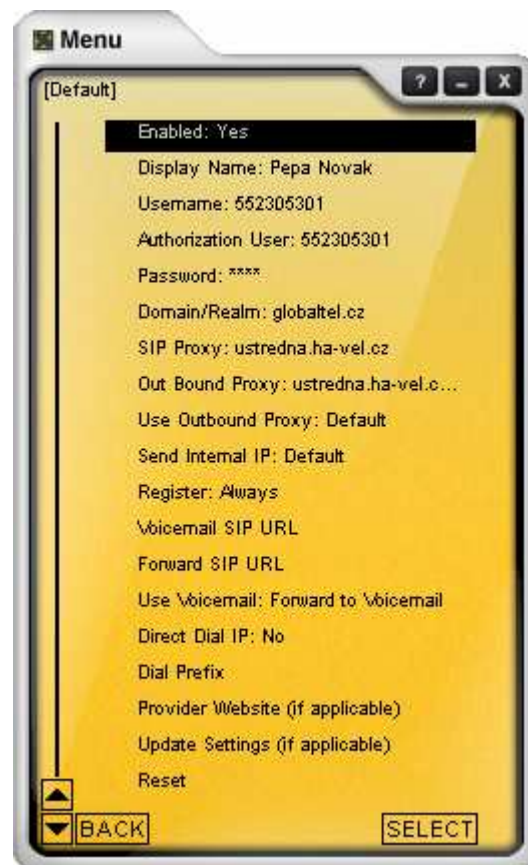 Menu
[Default]
? – X
Enabled: Yes
Display Name: Pepa Novak
Username: 552305301
Authorization User: 552305301
Password: ****
Domain/Realm: globaltel.cz
SIP Proxy: ustredna.ha-vel.cz
Out Bound Proxy: ustredna.ha-vel.c...
Use Outbound Proxy: Default
Send Internal IP: Default
Register: Always
Voicemail SIP URL
Forward SIP URL
Use Voicemail: Forward to Voicemail
Direct Dial IP: No
Dial Prefix
Provider Website (if applicable)
Update Settings (if applicable)
Reset
BACK SELECT